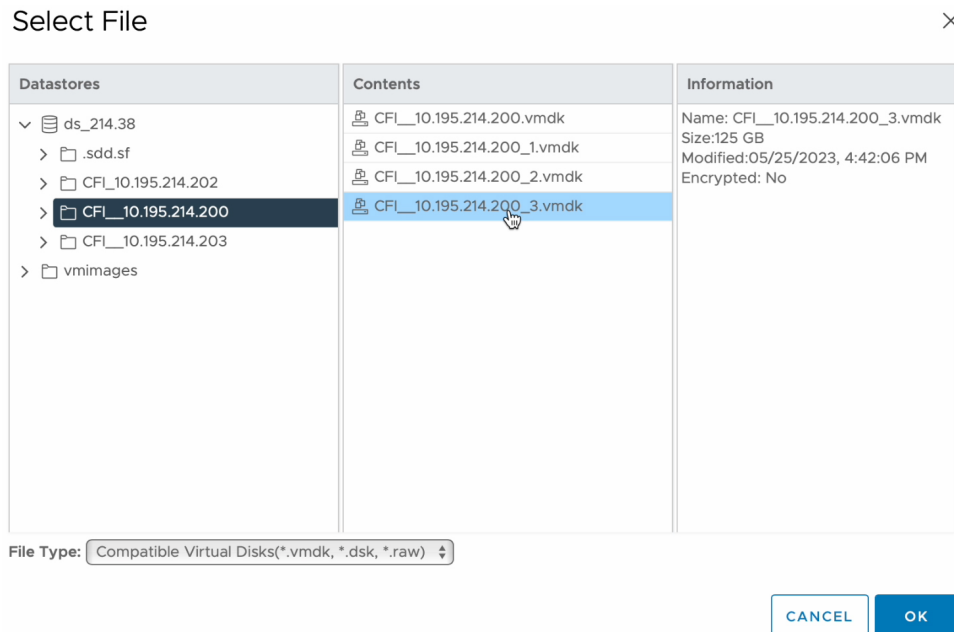 Select File
Datastores
ds_214.38
.sdd.sf
CFI_10.195.214.202
CFI__10.195.214.200
CFI__10.195.214.203
vmimages
Contents
CFI__10.195.214.200.vmdk
CFI__10.195.214.200_1.vmdk
CFI__10.195.214.200_2.vmdk
CFI__10.195.214.200_3.vmdk
Information
Name: CFI__10.195.214.200_3.vmdk
Size:125 GB
Modified:05/25/2023, 4:42:06 PM
Encrypted: No
File Type: Compatible Virtual Disks(*.vmdk, *.dsk, *.raw)
CANCEL OK